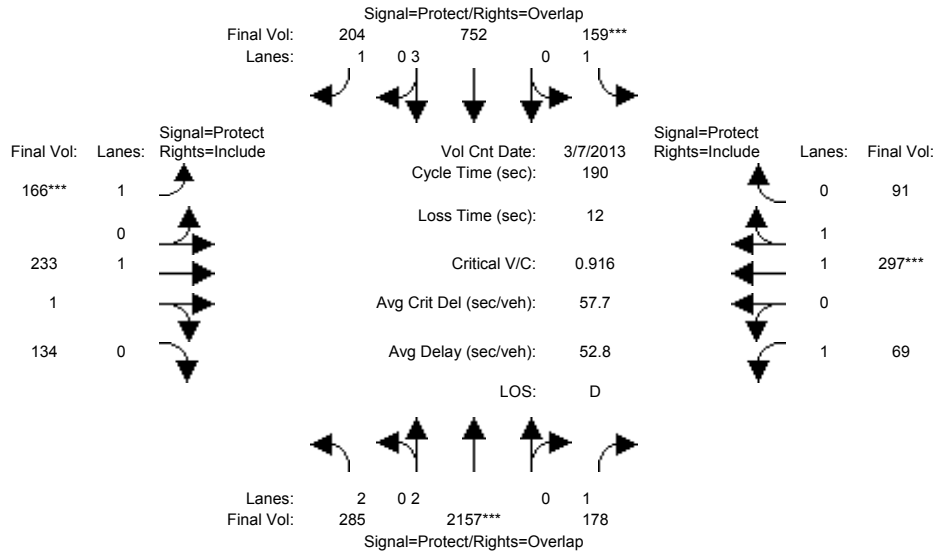 Signal=Protect/Rights=Overlap
Final Vol: 204 752 159***
Lanes: 1 0 3 0 1
Signal=Protect
Final Vol: Lanes: Rights=Include
Vol Cnt Date: 3/7/2013
Signal=Protect
Rights=Include Lanes: Final Vol:
Cycle Time (sec): 190
166*** 1
0 91
Loss Time (sec): 12
0
1
233 1
Critical V/C: 0.916
1 297***
1
Avg Crit Del (sec/veh): 57.7
0
134 0
Avg Delay (sec/veh): 52.8
1 69
LOS: D
Lanes: 2 0 2 0 1
Final Vol: 285 2157*** 178
Signal=Protect/Rights=Overlap